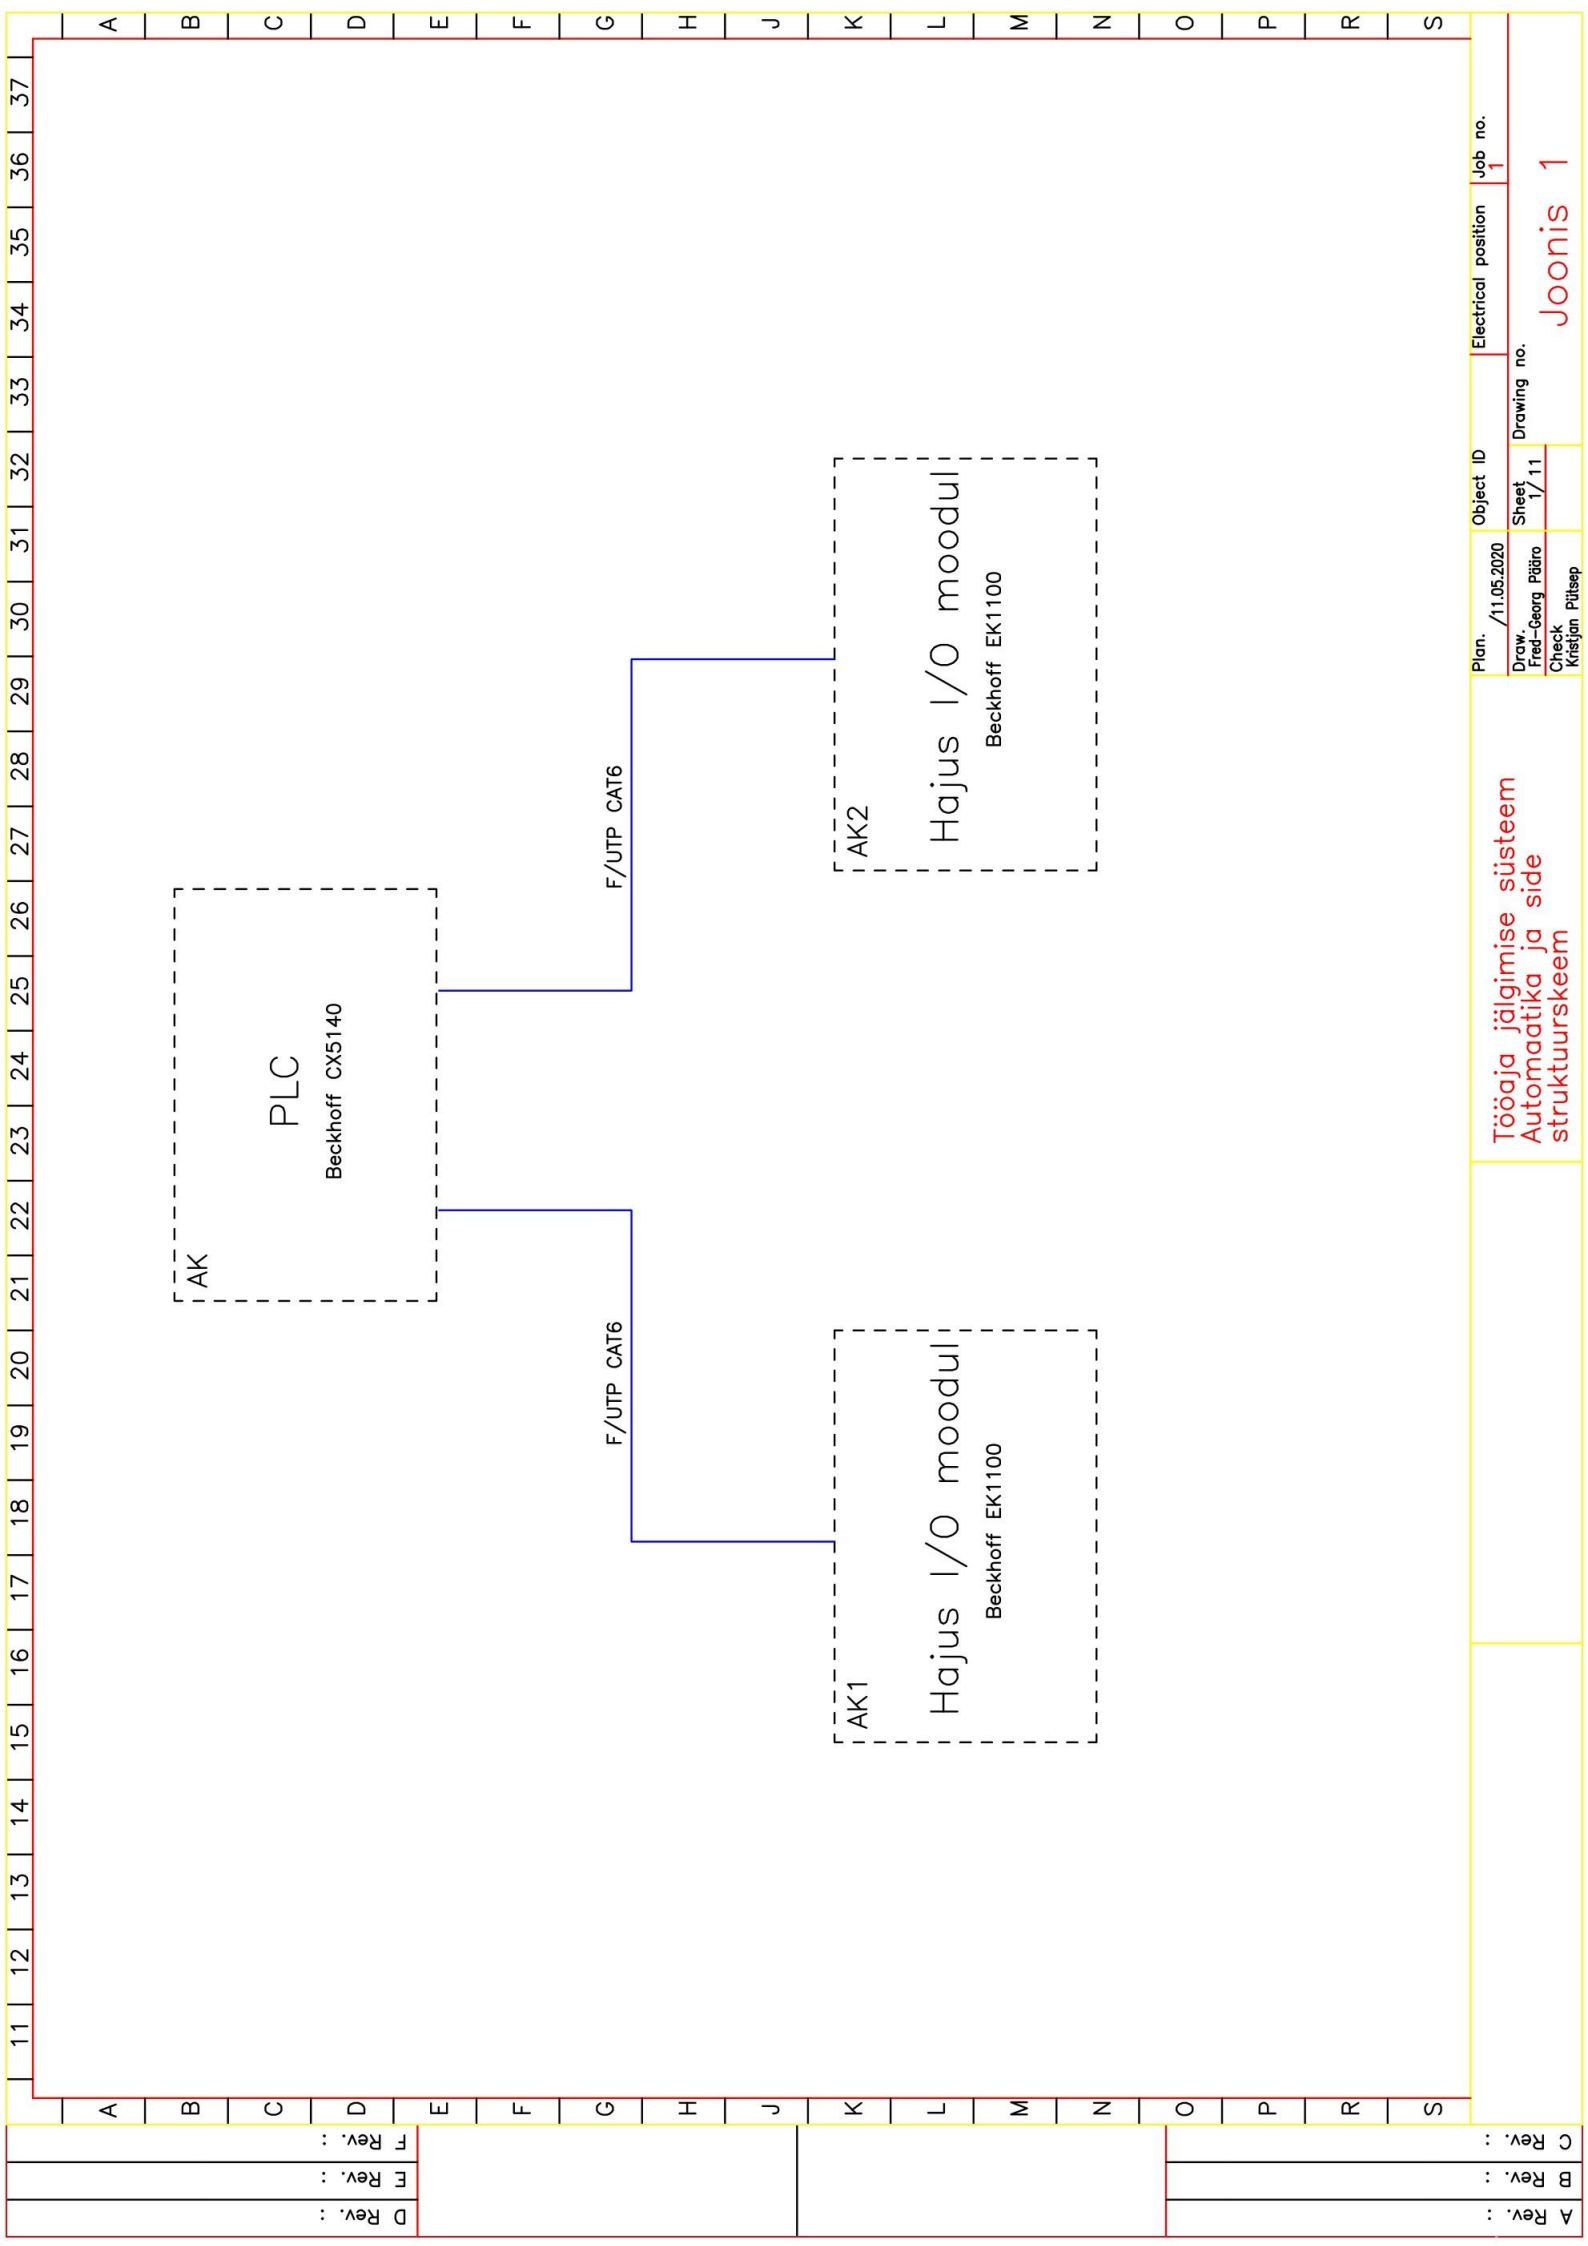 11 12 13 14 15 16 17 18 19 20 21 22 23 24 25 26 27 28 29 30 31 32 33 34 35 36 37
A A
B B
C C
D D
E E
F F
G G
H H
J J
K K
L L
M M
N N
O O
P P
R R
S S
AK
PLC
Beckhoff CX5140
F/UTP CAT6
F/UTP CAT6
AK1
Hajus I/O moodul
Beckhoff EK1100
AK2
Hajus I/O moodul
Beckhoff EK1100
Tööaja jälgimise süsteem
Automaatika ja side
struktuurskeem
Plan.
/11.05.2020
Draw.
Fred-Georg Pääro
Check
Kristjan Pütsep
Object ID
Electrical position
Job no.
1
Sheet
1/11
Drawing no.
Joonis 1
A Rev. :
B Rev. :
C Rev. :
D Rev. :
E Rev. :
F Rev. :